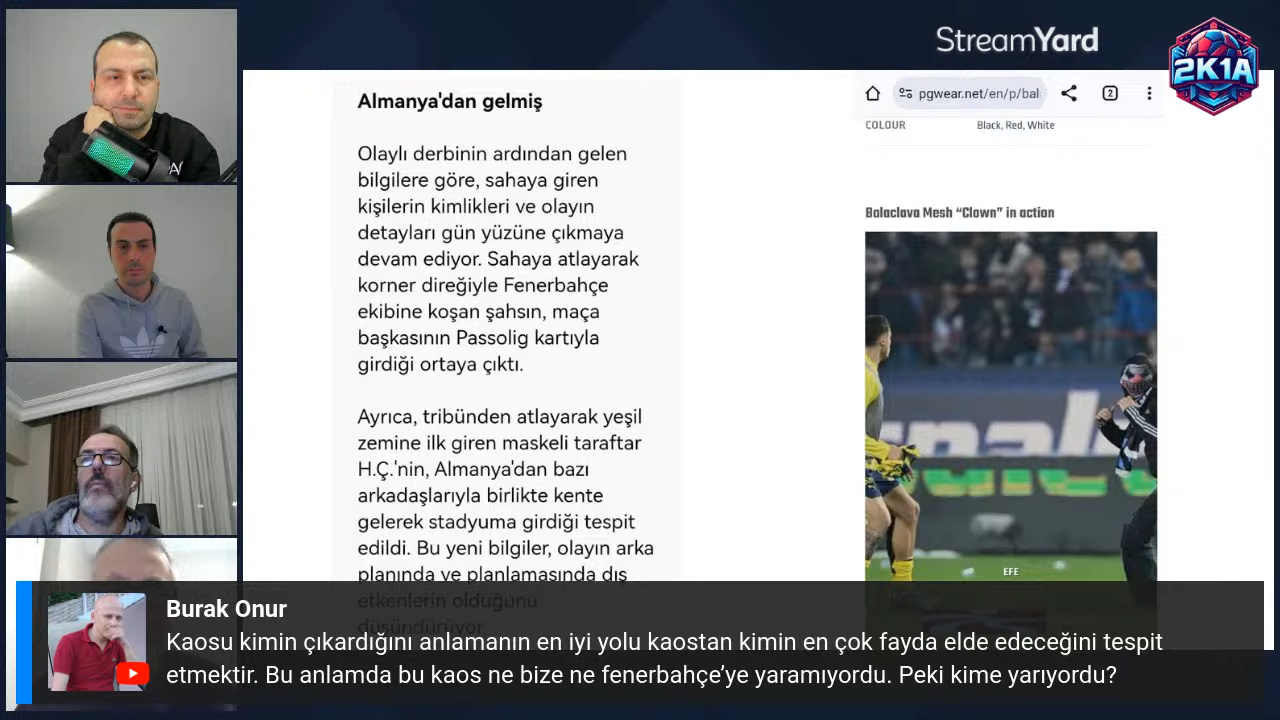 StreamYard
2K1A
Almanya'dan gelmiş
Olaylı derbinin ardından gelen
bilgilere göre, sahaya giren
kişilerin kimlikleri ve olayın
detayları gün yüzüne çıkmaya
devam ediyor. Sahaya atlayarak
korner direğiyle Fenerbahçe
ekibine koşan şahsın, maça
başkasının Passolig kartıyla
girdiği ortaya çıktı.
Ayrıca, tribünden atlayarak yeşil
zemine ilk giren maskeli taraftar
H.Ç.'nin, Almanya'dan bazı
arkadaşlarıyla birlikte kente
gelerek stadyuma girdiği tespit
edildi. Bu yeni bilgiler, olayın arka
planında ve planlamasında dış
etkenlerin olduğunu
düşündürüyor.
pgwear.net/en/p/bal
2
COLOUR Black, Red, White
Balaclava Mesh “Clown” in action
EFE
Burak Onur
Kaosu kimin çıkardığını anlamanın en iyi yolu kaostan kimin en çok fayda elde edeceğini tespit
etmektir. Bu anlamda bu kaos ne bize ne fenerbahçe’ye yaramıyordu. Peki kime yarıyordu?